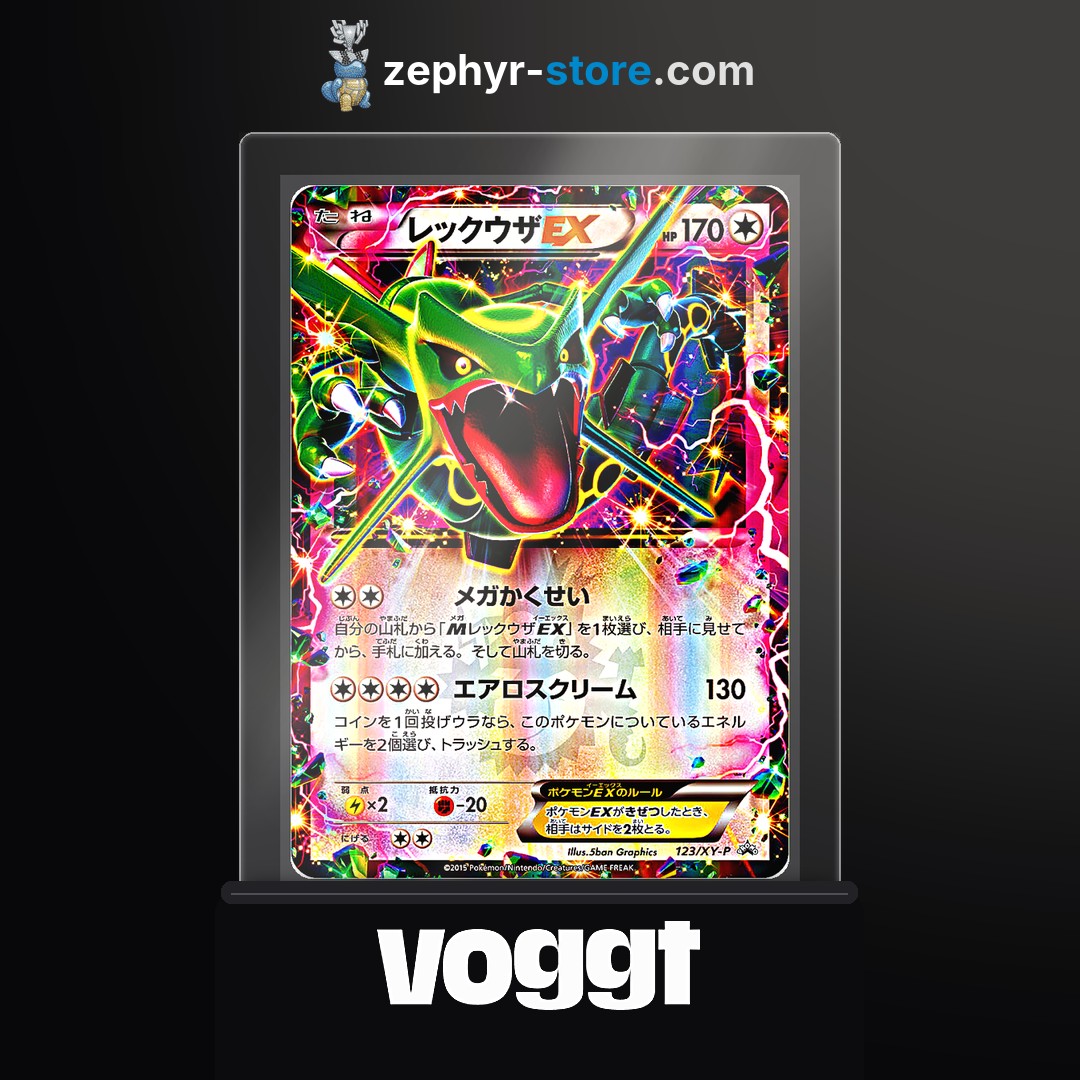 zephyr-store.com
たね
レックウザEX
HP 170
メガかくせい
自分の山札から「MレックウザEX」を1枚選び、相手に見せて
から、手札に加える。そして山札を切る。
エアロスクリーム 130
コインを1回投げウラなら、このポケモンについているエネル
ギーを2個選び、トラッシュする。
弱点 抵抗力
×2 -20
にげる
ポケモンEXのルール
ポケモンEXがきぜつしたとき、
相手はサイドを2枚とる。
Illus.5ban Graphics 123/XY-P
©2015 Pokémon/Nintendo/Creatures/GAME FREAK
voggt